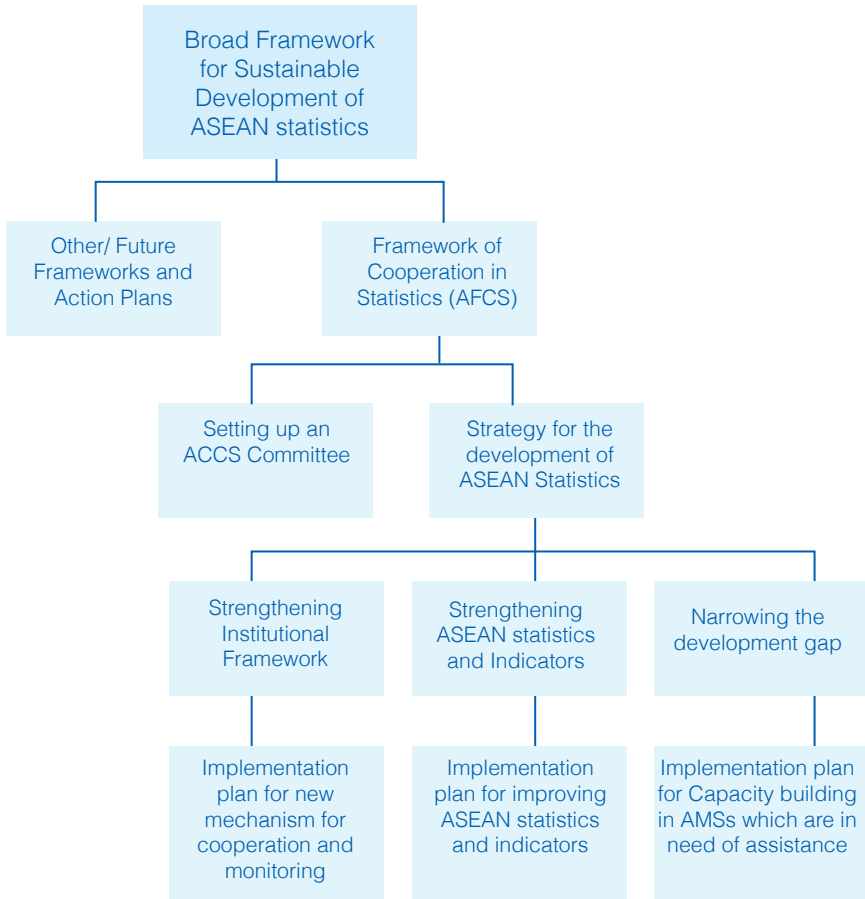 Broad Framework
for Sustainable
Development of
ASEAN statistics
Other/ Future
Frameworks and
Action Plans
Framework of
Cooperation in
Statistics (AFCS)
Setting up an
ACCS Committee
Strategy for the
development of
ASEAN Statistics
Strengthening
Institutional
Framework
Strengthening
ASEAN statistics
and Indicators
Narrowing the
development gap
Implementation
plan for new
mechanism for
cooperation and
monitoring
Implementation
plan for improving
ASEAN statistics
and indicators
Implementation plan
for Capacity building
in AMSs which are in
need of assistance